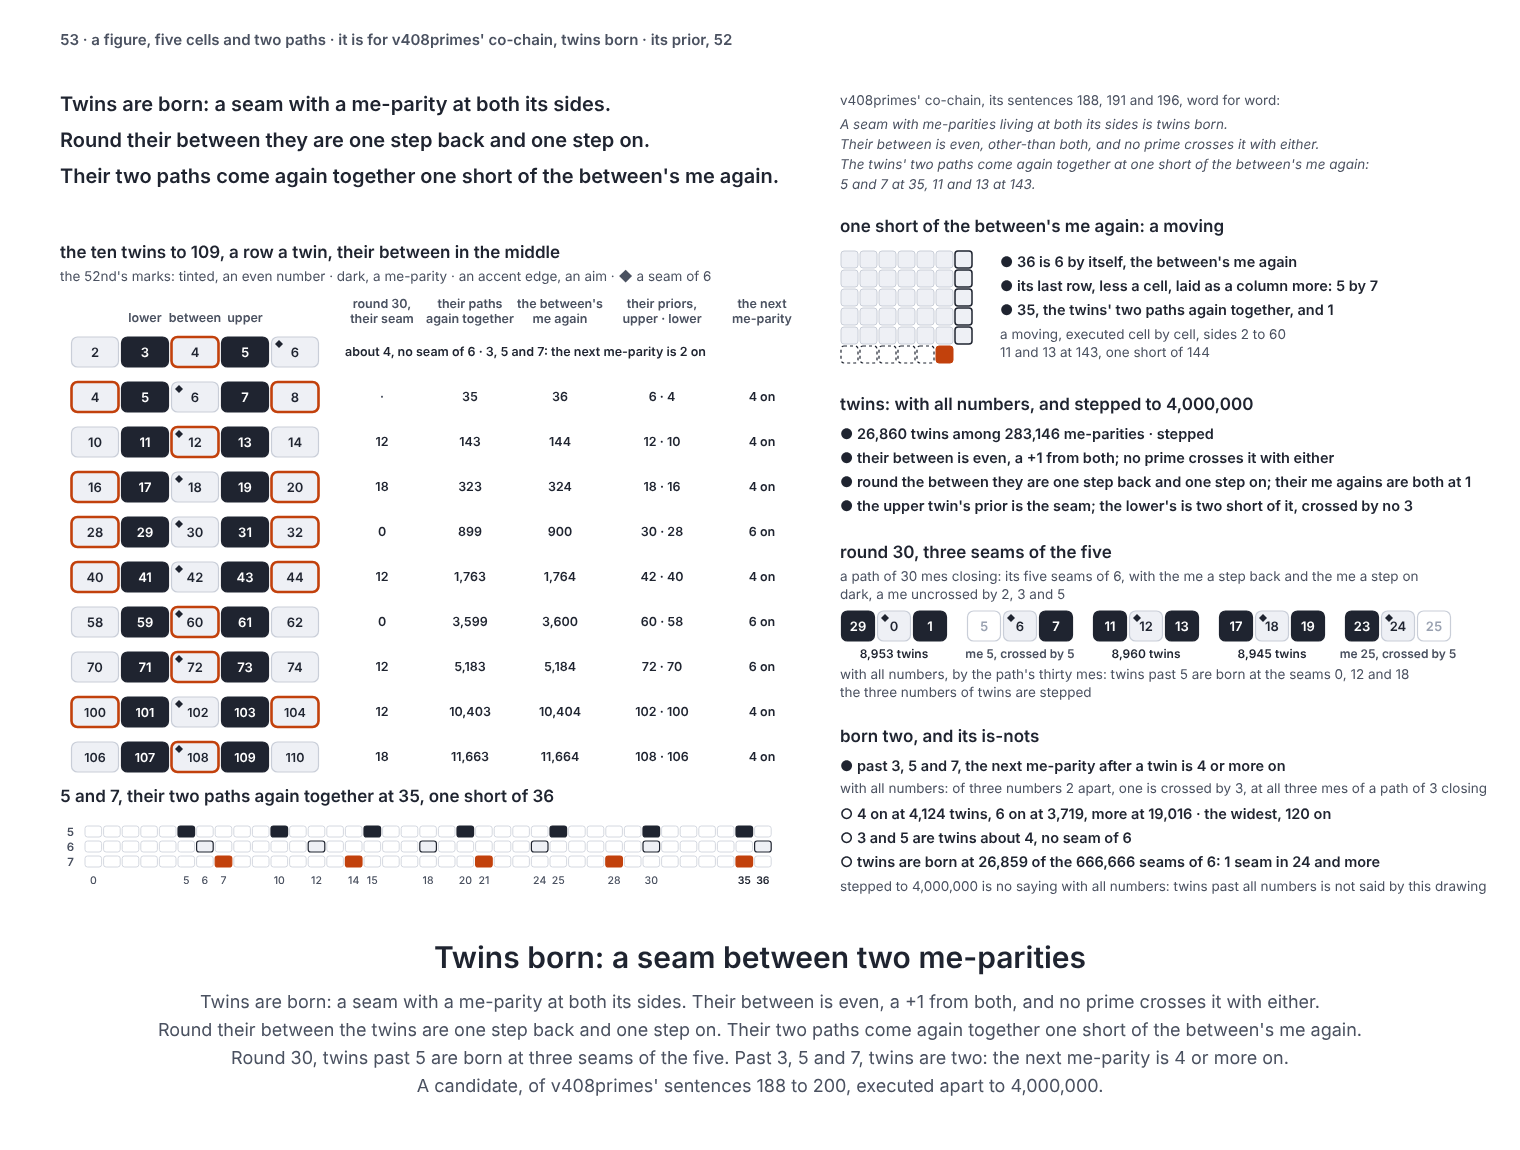 53 · a figure, five cells and two paths · it is for v408primes' co-chain, twins born · its prior, 52
Twins are born: a seam with a me-parity at both its sides.
Round their between they are one step back and one step on.
Their two paths come again together one short of the between's me again.
the ten twins to 109, a row a twin, their between in the middle
the 52nd's marks: tinted, an even number · dark, a me-parity · an accent edge, an aim · ◆ a seam of 6
round 30, their paths the between's their priors, the next
lower between upper their seam again together me again upper · lower me-parity
2 3 4 5 ◆ 6 about 4, no seam of 6 · 3, 5 and 7: the next me-parity is 2 on
4 5 ◆ 6 7 8 · 35 36 6 · 4 4 on
10 11 ◆ 12 13 14 12 143 144 12 · 10 4 on
16 17 ◆ 18 19 20 18 323 324 18 · 16 4 on
28 29 ◆ 30 31 32 0 899 900 30 · 28 6 on
40 41 ◆ 42 43 44 12 1,763 1,764 42 · 40 4 on
58 59 ◆ 60 61 62 0 3,599 3,600 60 · 58 6 on
70 71 ◆ 72 73 74 12 5,183 5,184 72 · 70 6 on
100 101 ◆ 102 103 104 12 10,403 10,404 102 · 100 4 on
106 107 ◆ 108 109 110 18 11,663 11,664 108 · 106 4 on
5 and 7, their two paths again together at 35, one short of 36
5
6
7
0 5 6 7 10 12 14 15 18 20 21 24 25 28 30 35 36
v408primes' co-chain, its sentences 188, 191 and 196, word for word:
A seam with me-parities living at both its sides is twins born.
Their between is even, other-than both, and no prime crosses it with either.
The twins' two paths come again together at one short of the between's me again:
5 and 7 at 35, 11 and 13 at 143.
one short of the between's me again: a moving
● 36 is 6 by itself, the between's me again
● its last row, less a cell, laid as a column more: 5 by 7
● 35, the twins' two paths again together, and 1
a moving, executed cell by cell, sides 2 to 60
11 and 13 at 143, one short of 144
twins: with all numbers, and stepped to 4,000,000
● 26,860 twins among 283,146 me-parities · stepped
● their between is even, a +1 from both; no prime crosses it with either
● round the between they are one step back and one step on; their me agains are both at 1
● the upper twin's prior is the seam; the lower's is two short of it, crossed by no 3
round 30, three seams of the five
a path of 30 mes closing: its five seams of 6, with the me a step back and the me a step on
dark, a me uncrossed by 2, 3 and 5
29 ◆ 0 1 5 ◆ 6 7 11 ◆ 12 13 17 ◆ 18 19 23 ◆ 24 25
8,953 twins me 5, crossed by 5 8,960 twins 8,945 twins me 25, crossed by 5
with all numbers, by the path's thirty mes: twins past 5 are born at the seams 0, 12 and 18
the three numbers of twins are stepped
born two, and its is-nots
● past 3, 5 and 7, the next me-parity after a twin is 4 or more on
with all numbers: of three numbers 2 apart, one is crossed by 3, at all three mes of a path of 3 closing
○ 4 on at 4,124 twins, 6 on at 3,719, more at 19,016 · the widest, 120 on
○ 3 and 5 are twins about 4, no seam of 6
○ twins are born at 26,859 of the 666,666 seams of 6: 1 seam in 24 and more
stepped to 4,000,000 is no saying with all numbers: twins past all numbers is not said by this drawing
Twins born: a seam between two me-parities
Twins are born: a seam with a me-parity at both its sides. Their between is even, a +1 from both, and no prime crosses it with either.
Round their between the twins are one step back and one step on. Their two paths come again together one short of the between's me again.
Round 30, twins past 5 are born at three seams of the five. Past 3, 5 and 7, twins are two: the next me-parity is 4 or more on.
A candidate, of v408primes' sentences 188 to 200, executed apart to 4,000,000.